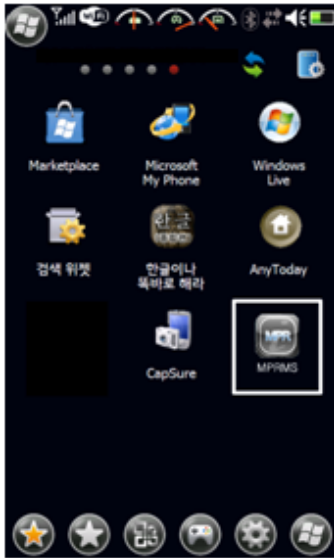 Marketplace
Microsoft
My Phone
Windows
Live
검색 위젯
한글이나
똑바로 해라
AnyToday
CapSure
MPR
MPRMS